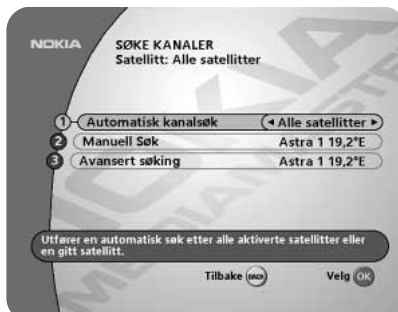 NOKIA
SØKE KANALER
Satellitt: Alle satellitter
1 Automatisk kanalsøk Alle satellitter
2 Manuell Søk Astra 1 19,2°E
3 Avansert søking Astra 1 19,2°E
Utfører en automatisk søk etter alle aktiverte satellitter eller
en gitt satellitt.
Tilbake BACK Velg OK
NOKIA